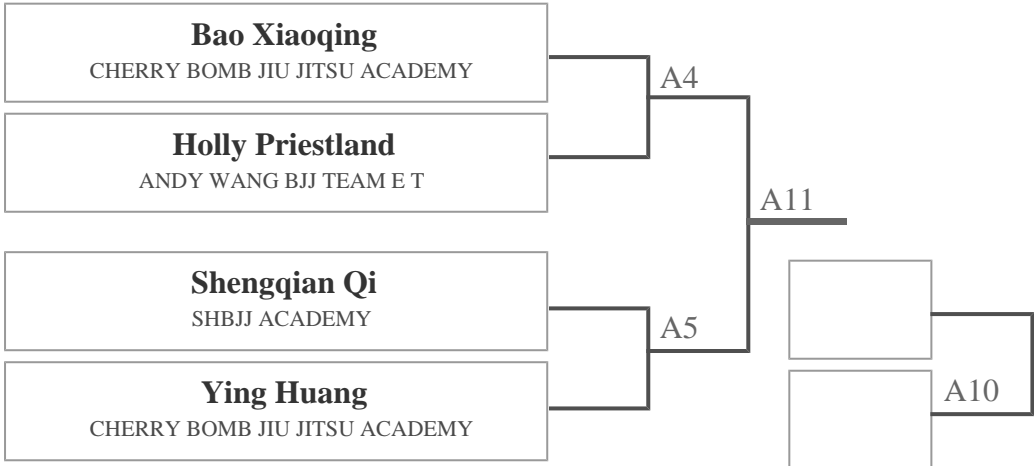 Bao Xiaoqing
CHERRY BOMB JIU JITSU ACADEMY
A4
Holly Priestland
ANDY WANG BJJ TEAM E T
A11
Shengqian Qi
SHBJJ ACADEMY
A5
Ying Huang
CHERRY BOMB JIU JITSU ACADEMY
A10